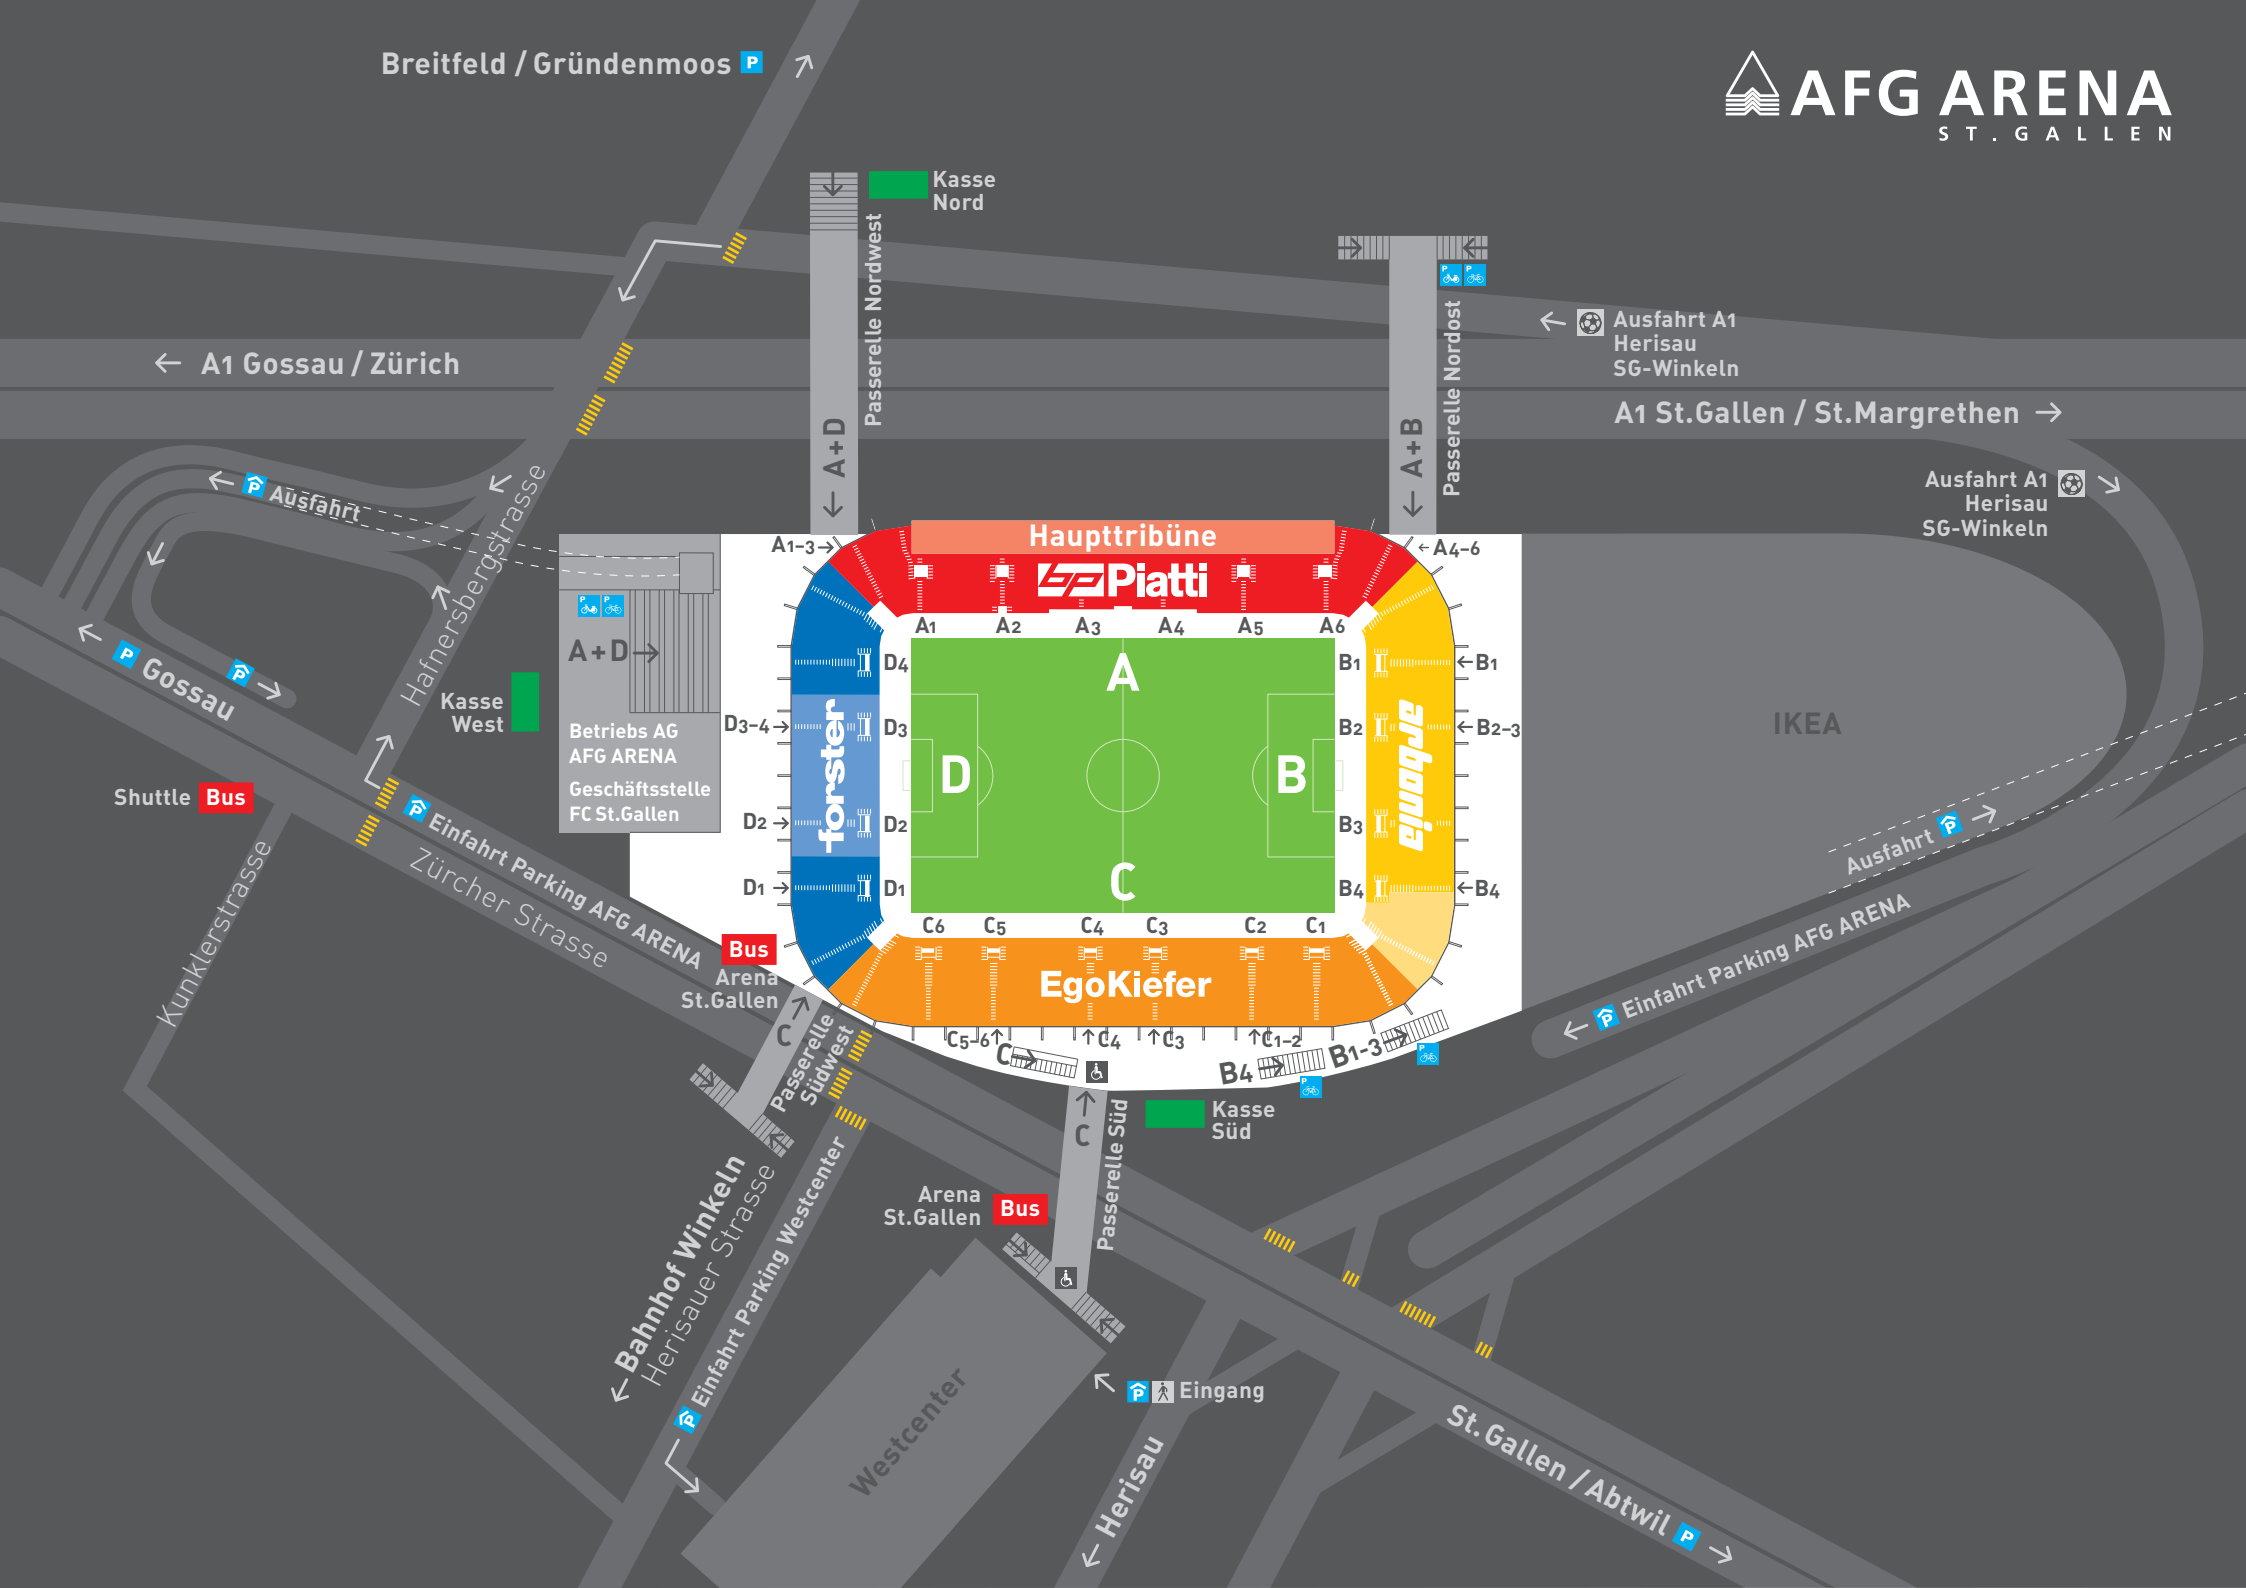 Breitfeld / Gründenmoos P
AFG ARENA
ST.GALLEN
Kasse
Nord
Passerelle Nordwest
A+D
Passerelle Nordost
A+B
P
P
Ausfahrt A1
Herisau
SG-Winkeln
A1 Gossau / Zürich
A1 St.Gallen / St.Margrethen
Ausfahrt A1
Herisau
SG-Winkeln
P Ausfahrt
Hafnersbergstrasse
P Gossau
P
Kasse
West
P
P
A+D
Betriebs AG
AFG ARENA
Geschäftsstelle
FC St.Gallen
A1-3
Haupttribüne
A4-6
bp Piatti
A1
A2
A3
A4
A5
A6
D4
A
B1
B1
D3-4
D3
forster
B2
arbonia
B2-3
D
B
D2
D2
B3
D1
D1
C
B4
B4
C6
C5
C4
C3
C2
C1
EgoKiefer
C5-6
C4
C3
C1-2
C
B4
B1-3
P
P
IKEA
Ausfahrt P
P Einfahrt Parking AFG ARENA
Shuttle Bus
P Einfahrt Parking AFG ARENA
Zürcher Strasse
Kunklerstrasse
Bus
Arena
St.Gallen
C
Passerelle
Südwest
Kasse
Süd
C
Passerelle Süd
Arena
St.Gallen
Bus
Bahnhof Winkeln
Herisauer Strasse
P Einfahrt Parking Westcenter
Westcenter
P Eingang
Herisau
St.Gallen / Abtwil P